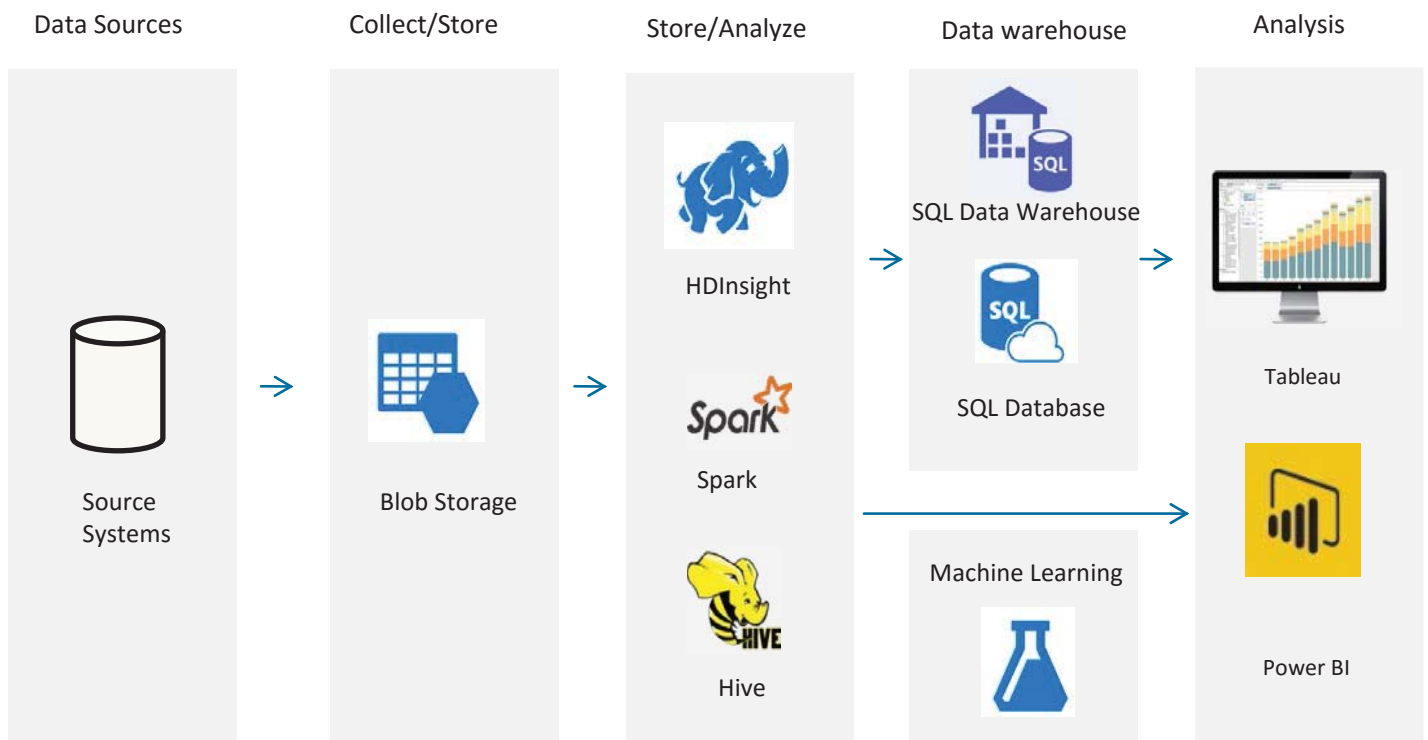 Data Sources
Collect/Store
Store/Analyze
Data warehouse
Analysis
Source
Systems
Blob Storage
HDInsight
Spark
Spark
HIVE
Hive
SQL
SQL Data Warehouse
SQL
SQL Database
Machine Learning
Tableau
Power BI